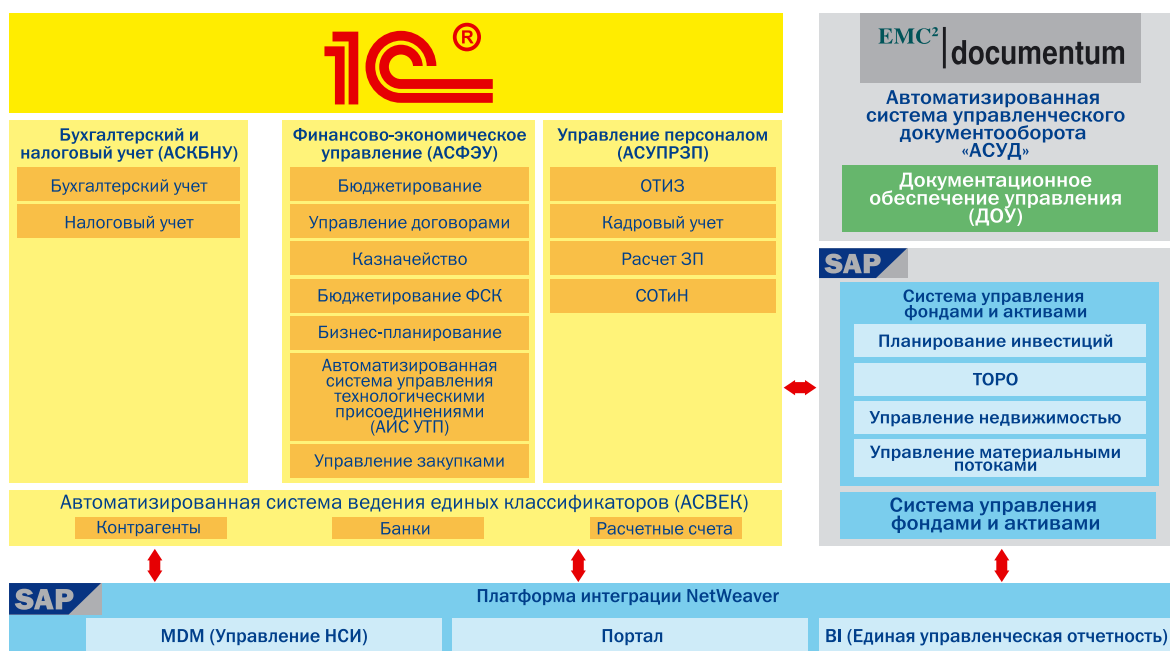 1С®
Бухгалтерский и
налоговый учет (АСКБНУ)
Бухгалтерский учет
Налоговый учет
Финансово-экономическое
управление (АСФЭУ)
Бюджетирование
Управление договорами
Казначейство
Бюджетирование ФСК
Бизнес-планирование
Автоматизированная
система управления
технологическими
присоединениями
(АИС УТП)
Управление закупками
Управление персоналом
(АСУПРЗП)
ОТИЗ
Кадровый учет
Расчет ЗП
СОТиН
Автоматизированная система ведения единых классификаторов (АСВЕК)
Контрагенты
Банки
Расчетные счета
EMC²
documentum
Автоматизированная
система управленческого
документооборота
«АСУД»
Документационное
обеспечение управления
(ДОУ)
SAP
Система управления
фондами и активами
Планирование инвестиций
ТОРО
Управление недвижимостью
Управление материальными
потоками
Система управления
фондами и активами
SAP
Платформа интеграции NetWeaver
MDM (Управление НСИ)
Портал
BI (Единая управленческая отчетность)